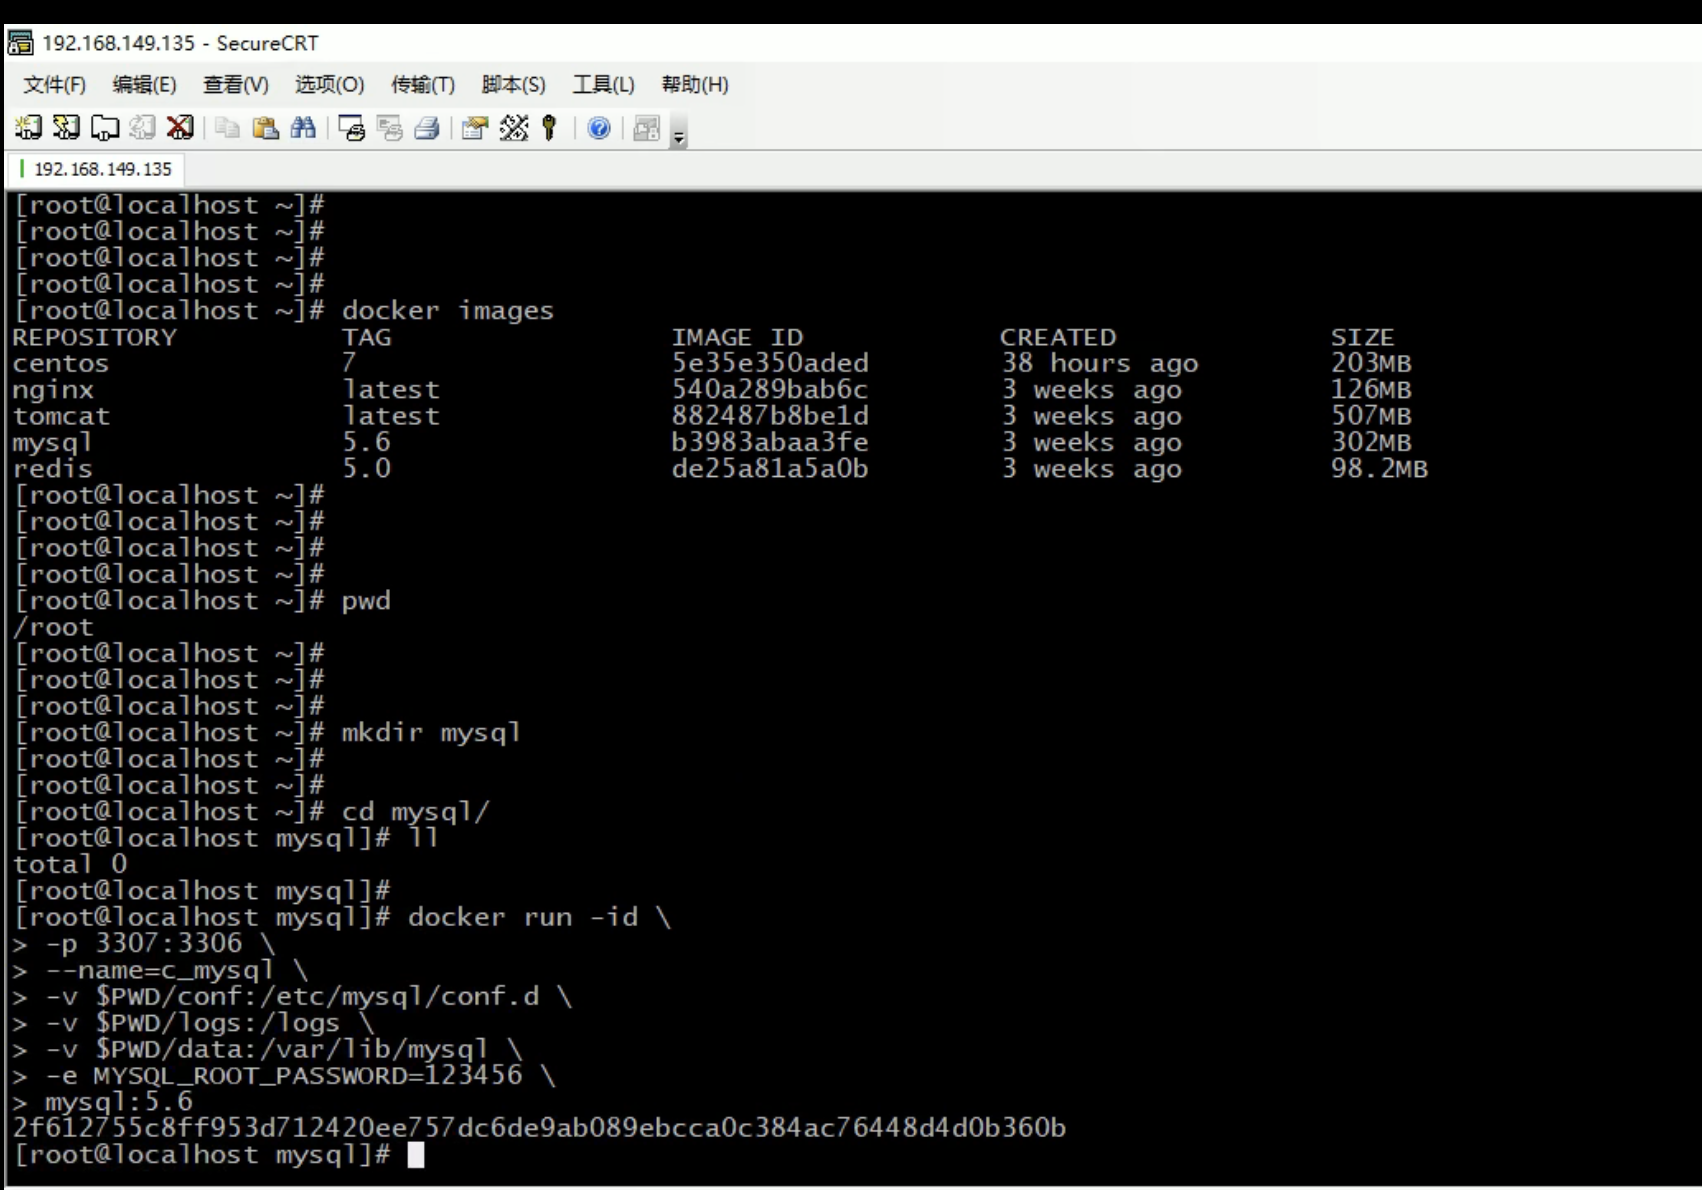 192.168.149.135 - SecureCRT
文件(F) 编辑(E) 查看(V) 选项(O) 传输(T) 脚本(S) 工具(L) 帮助(H)
192.168.149.135
[root@localhost ~]#
[root@localhost ~]#
[root@localhost ~]#
[root@localhost ~]#
[root@localhost ~]# docker images
REPOSITORY TAG IMAGE ID CREATED SIZE
centos 7 5e35e350aded 38 hours ago 203MB
nginx latest 540a289bab6c 3 weeks ago 126MB
tomcat latest 882487b8be1d 3 weeks ago 507MB
mysql 5.6 b3983abaa3fe 3 weeks ago 302MB
redis 5.0 de25a81a5a0b 3 weeks ago 98.2MB
[root@localhost ~]#
[root@localhost ~]#
[root@localhost ~]#
[root@localhost ~]#
[root@localhost ~]# pwd
/root
[root@localhost ~]#
[root@localhost ~]#
[root@localhost ~]#
[root@localhost ~]# mkdir mysql
[root@localhost ~]#
[root@localhost ~]#
[root@localhost ~]# cd mysql/
[root@localhost mysql]# ll
total 0
[root@localhost mysql]#
[root@localhost mysql]# docker run -id \
> -p 3307:3306 \
> --name=c_mysql \
> -v $PWD/conf:/etc/mysql/conf.d \
> -v $PWD/logs:/logs \
> -v $PWD/data:/var/lib/mysql \
> -e MYSQL_ROOT_PASSWORD=123456 \
> mysql:5.6
2f612755c8ff953d712420ee757dc6de9ab089ebcca0c384ac76448d4d0b360b
[root@localhost mysql]#